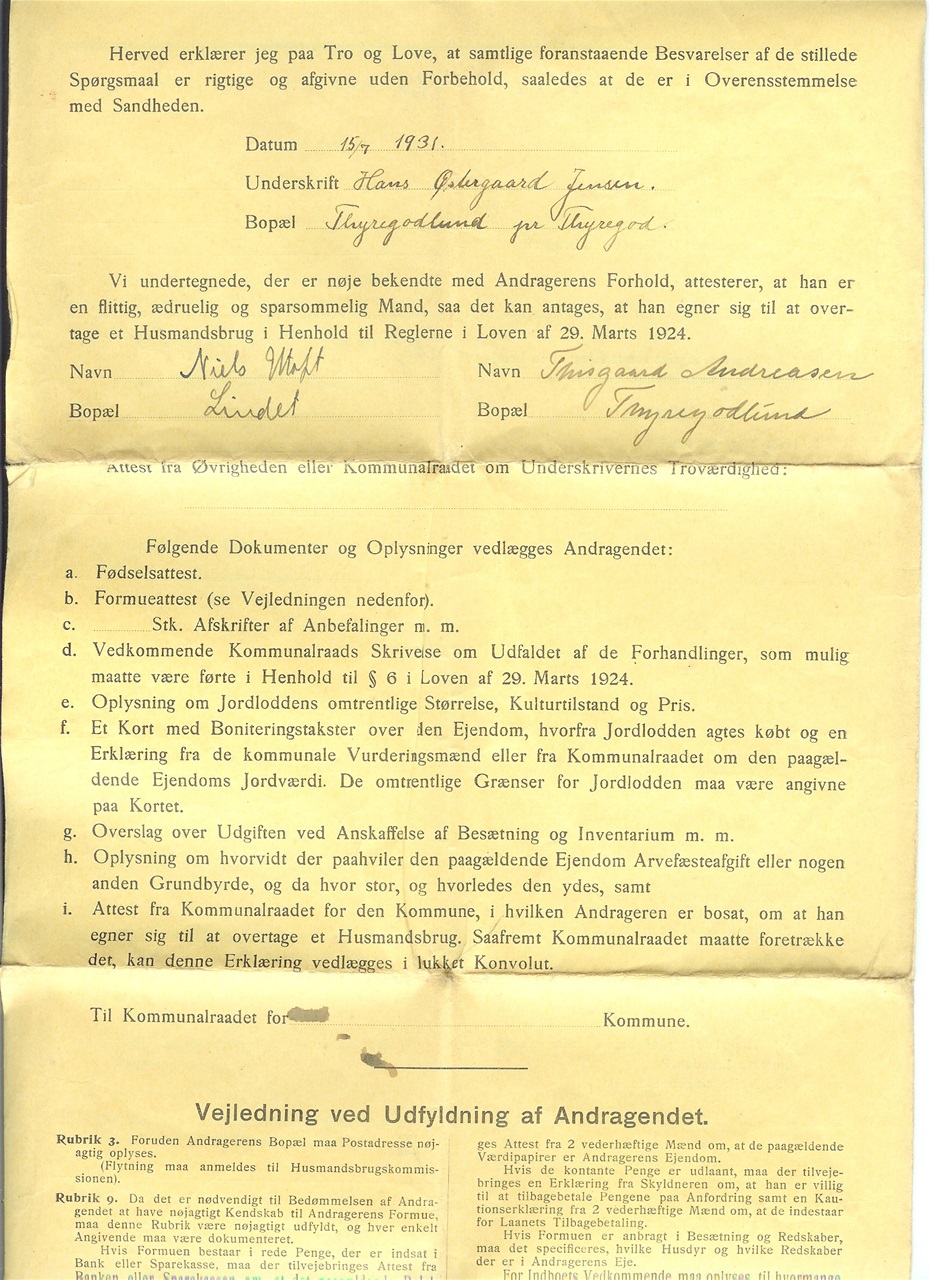 Herved erklærer jeg paa Tro og Love, at samtlige foranstaaende Besvarelser af de stillede
Spørgsmaal er rigtige og afgivne uden Forbehold, saaledes at de er i Overensstemmelse
med Sandheden.
Datum 15/7 1931.
Underskrift Hans Østergaard Jensen.
Bopæl Thyregodlund pr Thyregod.
Vi undertegnede, der er nøje bekendte med Andragerens Forhold, attesterer, at han er
en flittig, ædruelig og sparsommelig Mand, saa det kan antages, at han egner sig til at over-
tage et Husmandsbrug i Henhold til Reglerne i Loven af 29. Marts 1924.
Navn Niels Navn Thisgaard Andreasen
Bopæl Lindet Bopæl Thyregodlund
Attest fra Øvrigheden eller Kommunalraadet om Underskrivernes Troværdighed:
Følgende Dokumenter og Oplysninger vedlægges Andragendet:
a. Fødselsattest.
b. Formueattest (se Vejledningen nedenfor).
c. Stk. Afskrifter af Anbefalinger m. m.
d. Vedkommende Kommunalraads Skrivelse om Udfaldet af de Forhandlinger, som mulig
maatte være førte i Henhold til § 6 i Loven af 29. Marts 1924.
e. Oplysning om Jordloddens omtrentlige Størrelse, Kulturtilstand og Pris.
f. Et Kort med Boniteringstakster over den Ejendom, hvorfra Jordlodden agtes købt og en
Erklæring fra de kommunale Vurderingsmænd eller fra Kommunalraadet om den paagæl-
dende Ejendoms Jordværdi. De omtrentlige Grænser for Jordlodden maa være angivne
paa Kortet.
g. Overslag over Udgiften ved Anskaffelse af Besætning og Inventarium m. m.
h. Oplysning om hvorvidt der paahviler den paagældende Ejendom Arvefæsteafgift eller nogen
anden Grundbyrde, og da hvor stor, og hvorledes den ydes, samt
i. Attest fra Kommunalraadet for den Kommune, i hvilken Andrageren er bosat, om at han
egner sig til at overtage et Husmandsbrug. Saafremt Kommunalraadet maatte foretrække
det, kan denne Erklæring vedlægges i lukket Konvolut.
Til Kommunalraadet for Kommune.
Vejledning ved Udfyldning af Andragendet.
Rubrik 3. Foruden Andragerens Bopæl maa Postadresse nøj-
agtig oplyses.
(Flytning maa anmeldes til Husmandsbrugskommis-
sionen).
Rubrik 9. Da det er nødvendigt til Bedømmelsen af Andra-
gendet at have nøjagtig Kendskab til Andragerens Formue,
maa denne Rubrik være nøjagtig udfyldt, og hver enkelt
Angivende maa være dokumenteret.
Hvis Formuen bestaar i rede Penge, der er indsat i
Bank eller Sparekasse, maa der tilvejebringes Attest fra
Banken eller Sparekassen om, at det
ges Attest fra 2 vederhæftige Mænd om, at de paagældende
Værdipapirer er Andragerens Ejendom.
Hvis de kontante Penge er udlaant, maa der tilveje-
bringes en Erklæring fra Skyldneren om, at han er villig
til at tilbagebetale Pengene paa Anfordring samt en Kau-
tionserklæring fra 2 vederhæftige Mænd om, at de indestaar
for Laanets Tilbagebetaling.
Hvis Formuen er anbragt i Besætning og Redskaber,
maa det specificeres, hvilke Husdyr og hvilke Redskaber
der er i Andragerens Eje.
For Indboets Vedkommende maa oplyses til hvormange